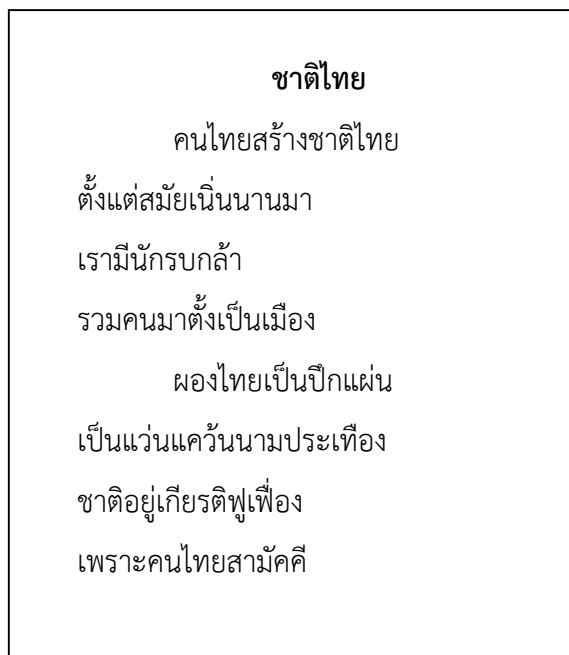 ชาติไทย
คนไทยสร้างชาติไทย
ตั้งแต่สมัยเนิ่นนานมา
เรามีนักรบกล้า
รวมคนมาตั้งเป็นเมือง
ผองไทยเป็นปึกแผ่น
เป็นแว่นแคว้นนามประเทือง
ชาติอยู่เกียรติฟูเฟื่อง
เพราะคนไทยสามัคคี